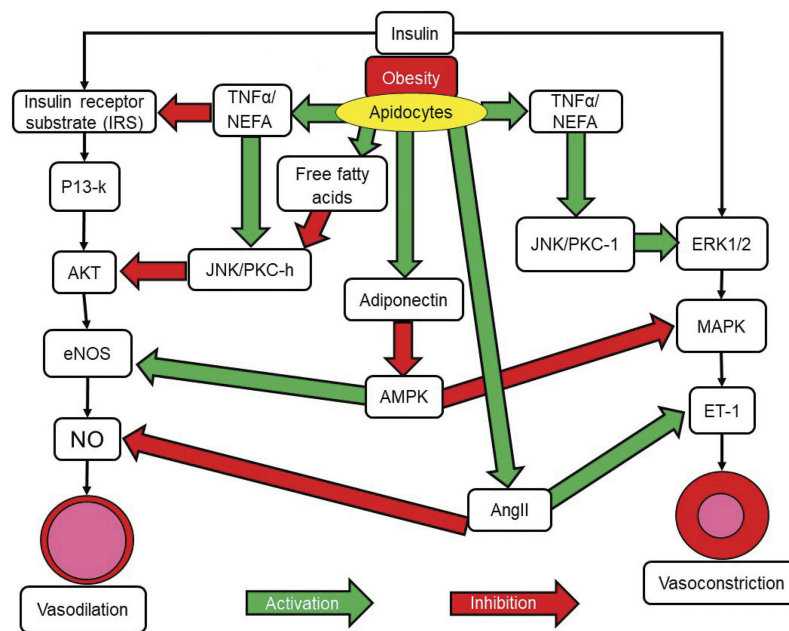 Insulin
Obesity
Apidocytes
Insulin receptor
substrate (IRS)
TNFα/
NEFA
TNFα/
NEFA
Free fatty
acids
P13-k
JNK/PKC-h
JNK/PKC-1
ERK1/2
AKT
Adiponectin
MAPK
eNOS
AMPK
ET-1
NO
AngII
Vasodilation
Vasoconstriction
Activation
Inhibition